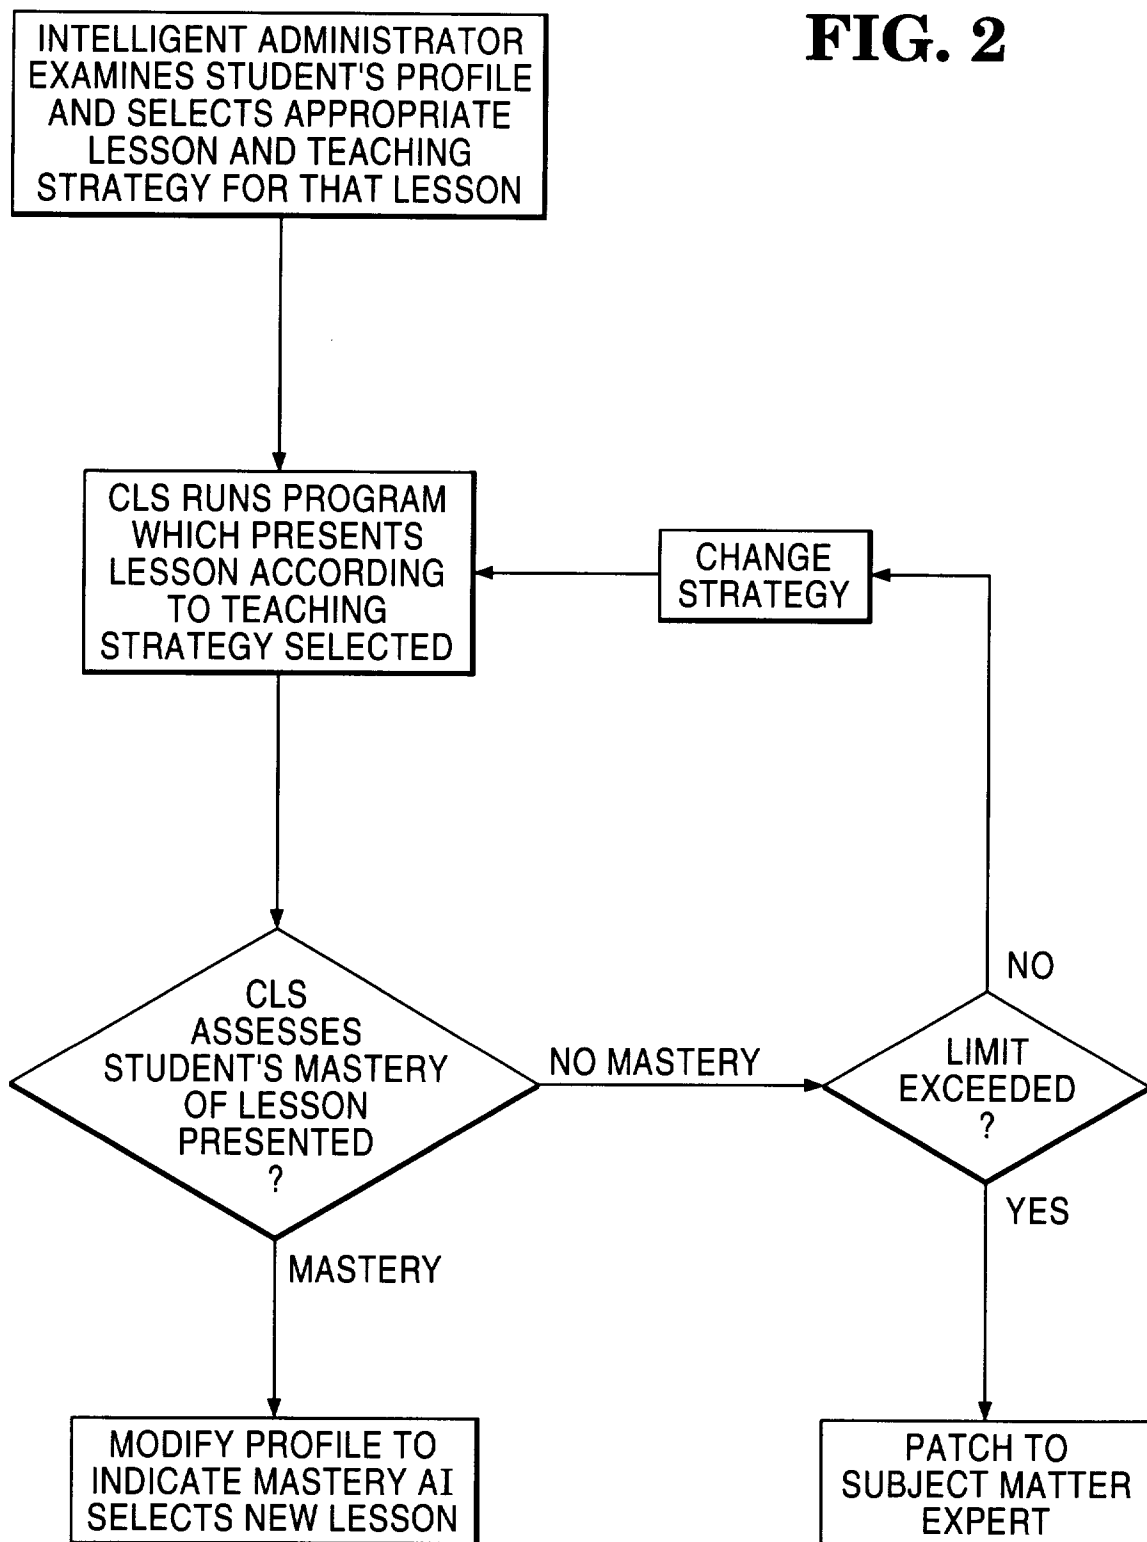 FIG. 2
INTELLIGENT ADMINISTRATOR
EXAMINES STUDENT'S PROFILE
AND SELECTS APPROPRIATE
LESSON AND TEACHING
STRATEGY FOR THAT LESSON
CLS RUNS PROGRAM
WHICH PRESENTS
LESSON ACCORDING
TO TEACHING
STRATEGY SELECTED
CHANGE
STRATEGY
CLS
ASSESSES
STUDENT'S MASTERY
OF LESSON
PRESENTED
?
NO MASTERY
NO
LIMIT
EXCEEDED
?
YES
MASTERY
MODIFY PROFILE TO
INDICATE MASTERY AI
SELECTS NEW LESSON
PATCH TO
SUBJECT MATTER
EXPERT